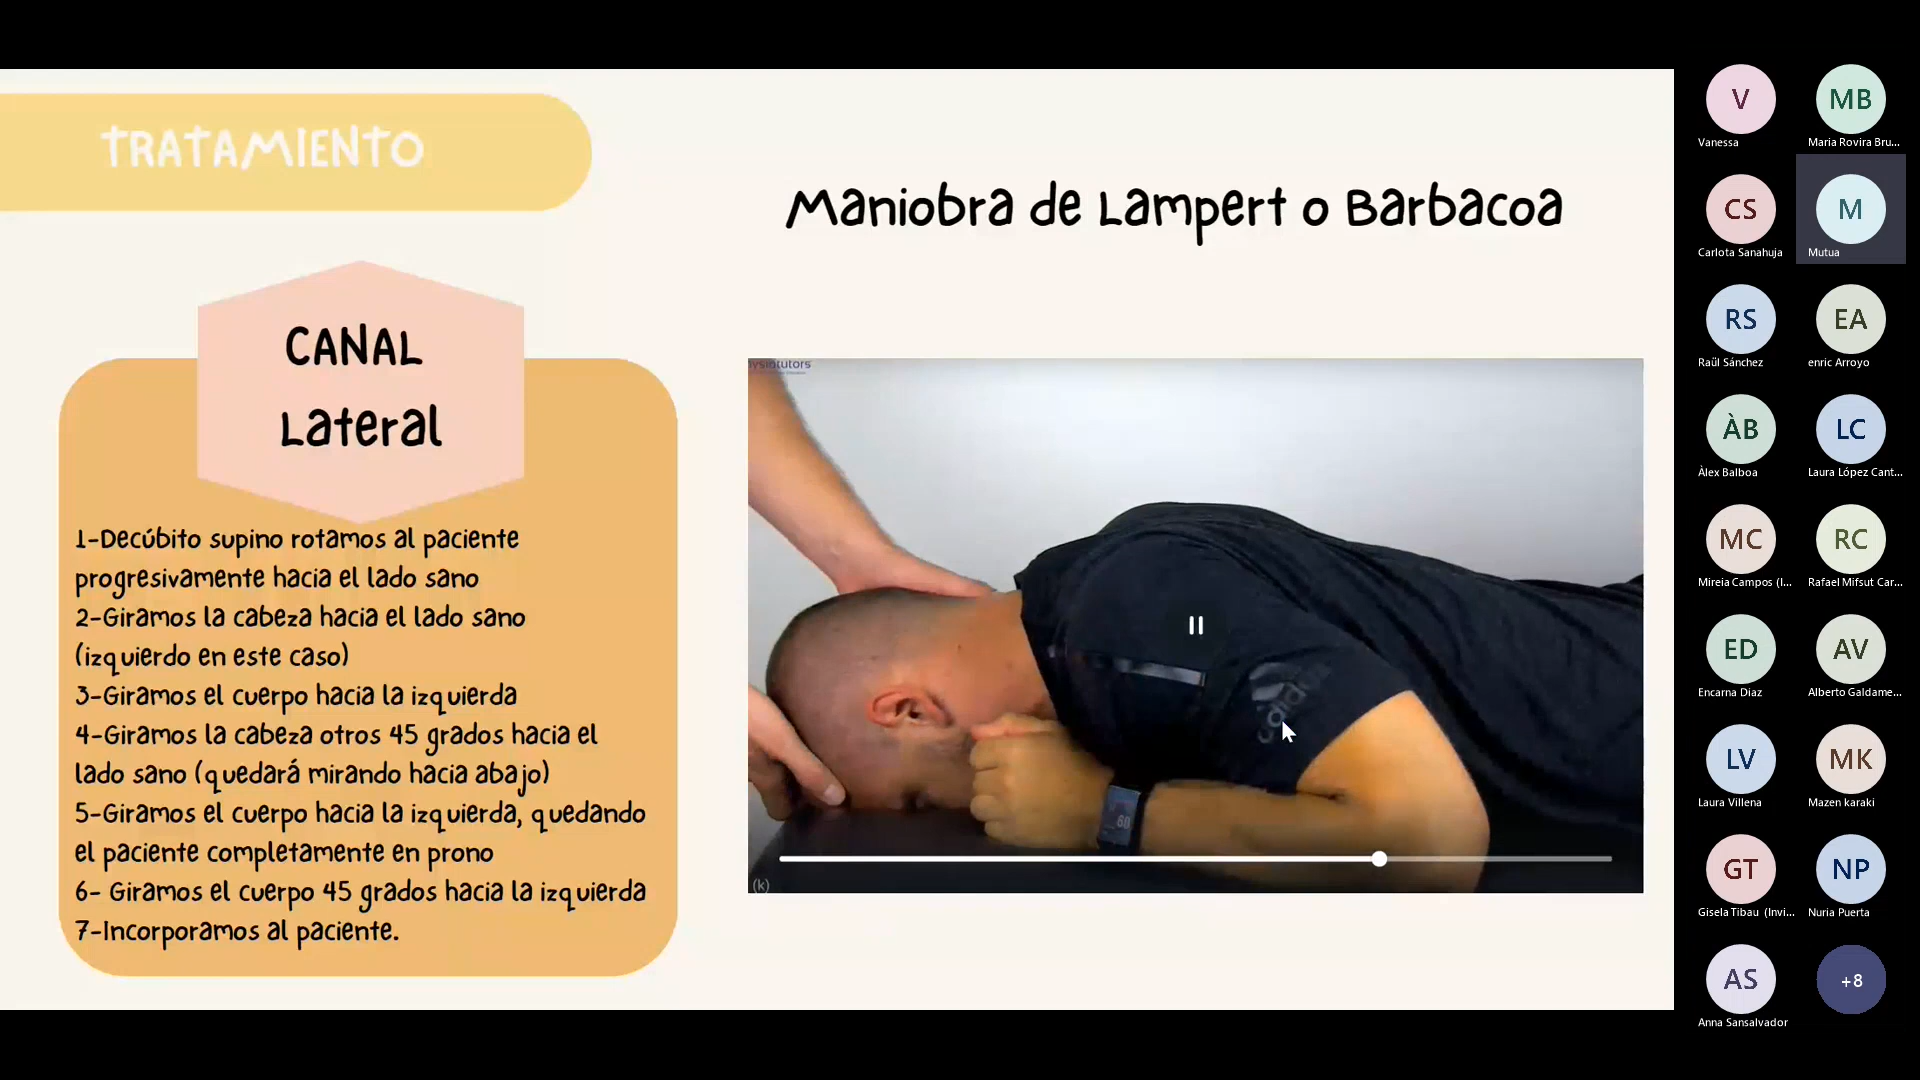 TRATAMIENTO
Maniobra de Lampert o Barbacoa
CANAL
Lateral
1-Decúbito supino rotamos al paciente
progresivamente hacia el lado sano
2-Giramos la cabeza hacia el lado sano
(izquierdo en este caso)
3-Giramos el cuerpo hacia la izquierda
4-Giramos la cabeza otros 45 grados hacia el
lado sano (quedará mirando hacia abajo)
5-Giramos el cuerpo hacia la izquierda, quedando
el paciente completamente en prono
6- Giramos el cuerpo 45 grados hacia la izquierda
7-Incorporamos al paciente.
ysiotutors
adidas
60
(k)
V
Vanessa
MB
Maria Rovira Bru...
CS
Carlota Sanahuja
M
Mutua
RS
Raül Sánchez
EA
enric Arroyo
ÀB
Àlex Balboa
LC
Laura López Cant...
MC
Mireia Campos (I...
RC
Rafael Mifsut Car...
ED
Encarna Diaz
AV
Alberto Galdame...
LV
Laura Villena
MK
Mazen karaki
GT
Gisela Tibau (Invi...
NP
Nuria Puerta
AS
Anna Sansalvador
+8